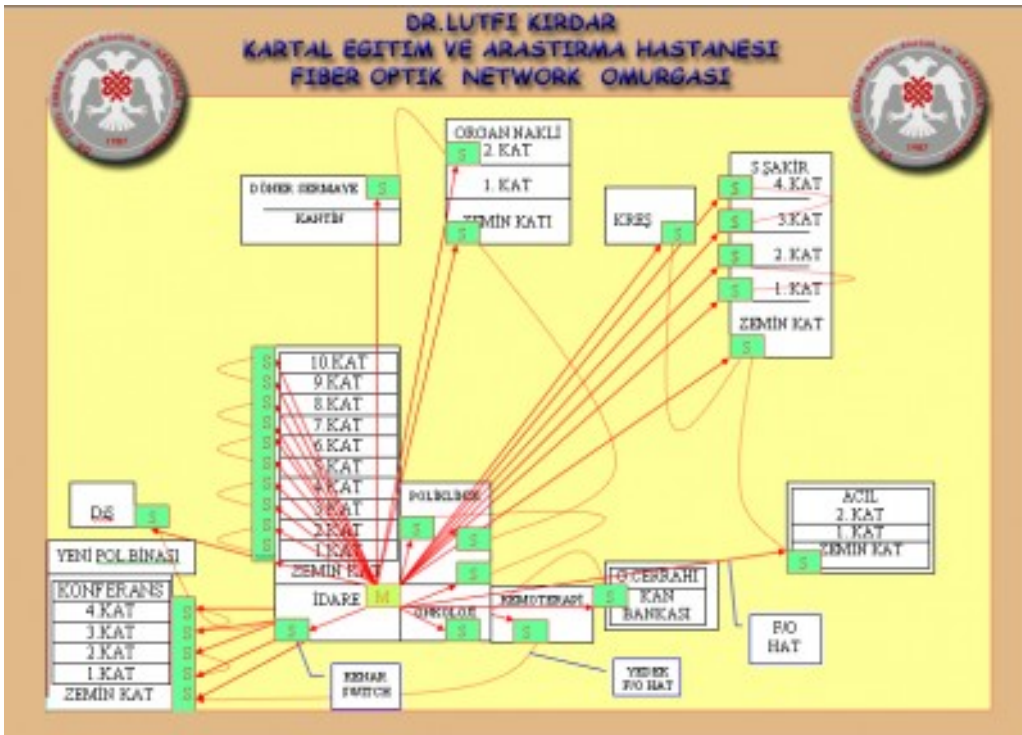 DR.LUTFI KIRDAR
KARTAL EGITIM VE ARASTIRMA HASTANESI
FIBER OPTIK NETWORK OMURGASI
1987
1987
ORGAN NAKLİ
S 2. KAT
1. KAT
ZEMİN KATI
S
DÖNER SERMAYE S
KANTİN
KREŞ
S
S.ŞAKİR
S 4.KAT
S 3.KAT
S 2.KAT
S 1.KAT
ZEMİN KAT
S
S 10.KAT
S 9.KAT
S 8.KAT
S 7.KAT
S 6.KAT
S 5.KAT
S 4.KAT
S 3.KAT
S 2.KAT
S 1.KAT
ZEMİN KAT
İDARE M
S
POLİKLİNİK
S
S
S
ONKOLOJİ
S
KEMOTERAPİ
S
DİŞ S
YENİ POL.BİNASI
KONFERANS
4.KAT S
3.KAT S
2.KAT S
1.KAT S
ZEMİN KAT S
ACIL
2. KAT
1. KAT
ZEMİN KAT
S
G.CERRAHİ
S KAN
BANKASI
F/O
HAT
YEDEK
F/O HAT
KENAR
SWITCH